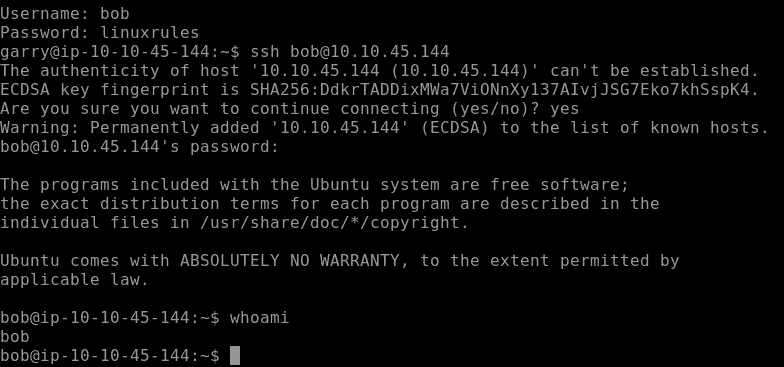 Username: bob
Password: linuxrules
garry@ip-10-10-45-144:~$ ssh bob@10.10.45.144
The authenticity of host '10.10.45.144 (10.10.45.144)' can't be established.
ECDSA key fingerprint is SHA256:DdkrTADDixMWa7ViONnXy137AIvjJSG7Eko7khSspK4.
Are you sure you want to continue connecting (yes/no)? yes
Warning: Permanently added '10.10.45.144' (ECDSA) to the list of known hosts.
bob@10.10.45.144's password:
The programs included with the Ubuntu system are free software;
the exact distribution terms for each program are described in the
individual files in /usr/share/doc/*/copyright.
Ubuntu comes with ABSOLUTELY NO WARRANTY, to the extent permitted by
applicable law.
bob@ip-10-10-45-144:~$ whoami
bob
bob@ip-10-10-45-144:~$